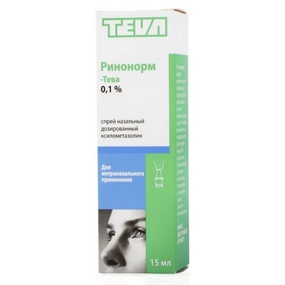 TEVA
Ринонорм
-Тева
0,1 %
спрей назальный
дозированный
ксилометазолин
Для
интраназального
применения
15 мл